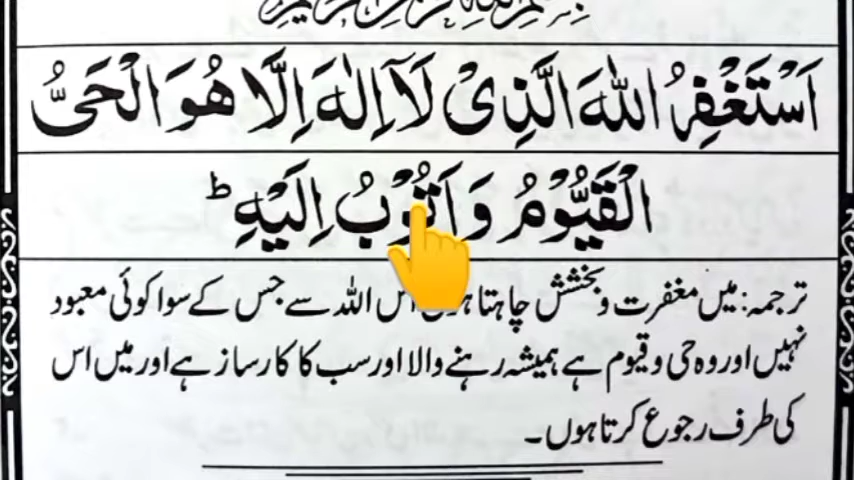 اَسْتَغْفِرُ اللهَ الَّذِیْ لَآ اِلٰهَ اِلَّا هُوَ الْحَیُّ
الْقَیُّوْمُ وَ اَتُوْبُ اِلَیْهِ ؕ
ترجمہ: میں مغفرت و بخشش چاہتا اس اللہ سے جس کے سوا کوئی معبود
نہیں اور وہ حی و قیوم ہے ہمیشہ رہنے والا اور سب کا کارساز ہے اور میں اس
کی طرف رجوع کرتا ہوں۔